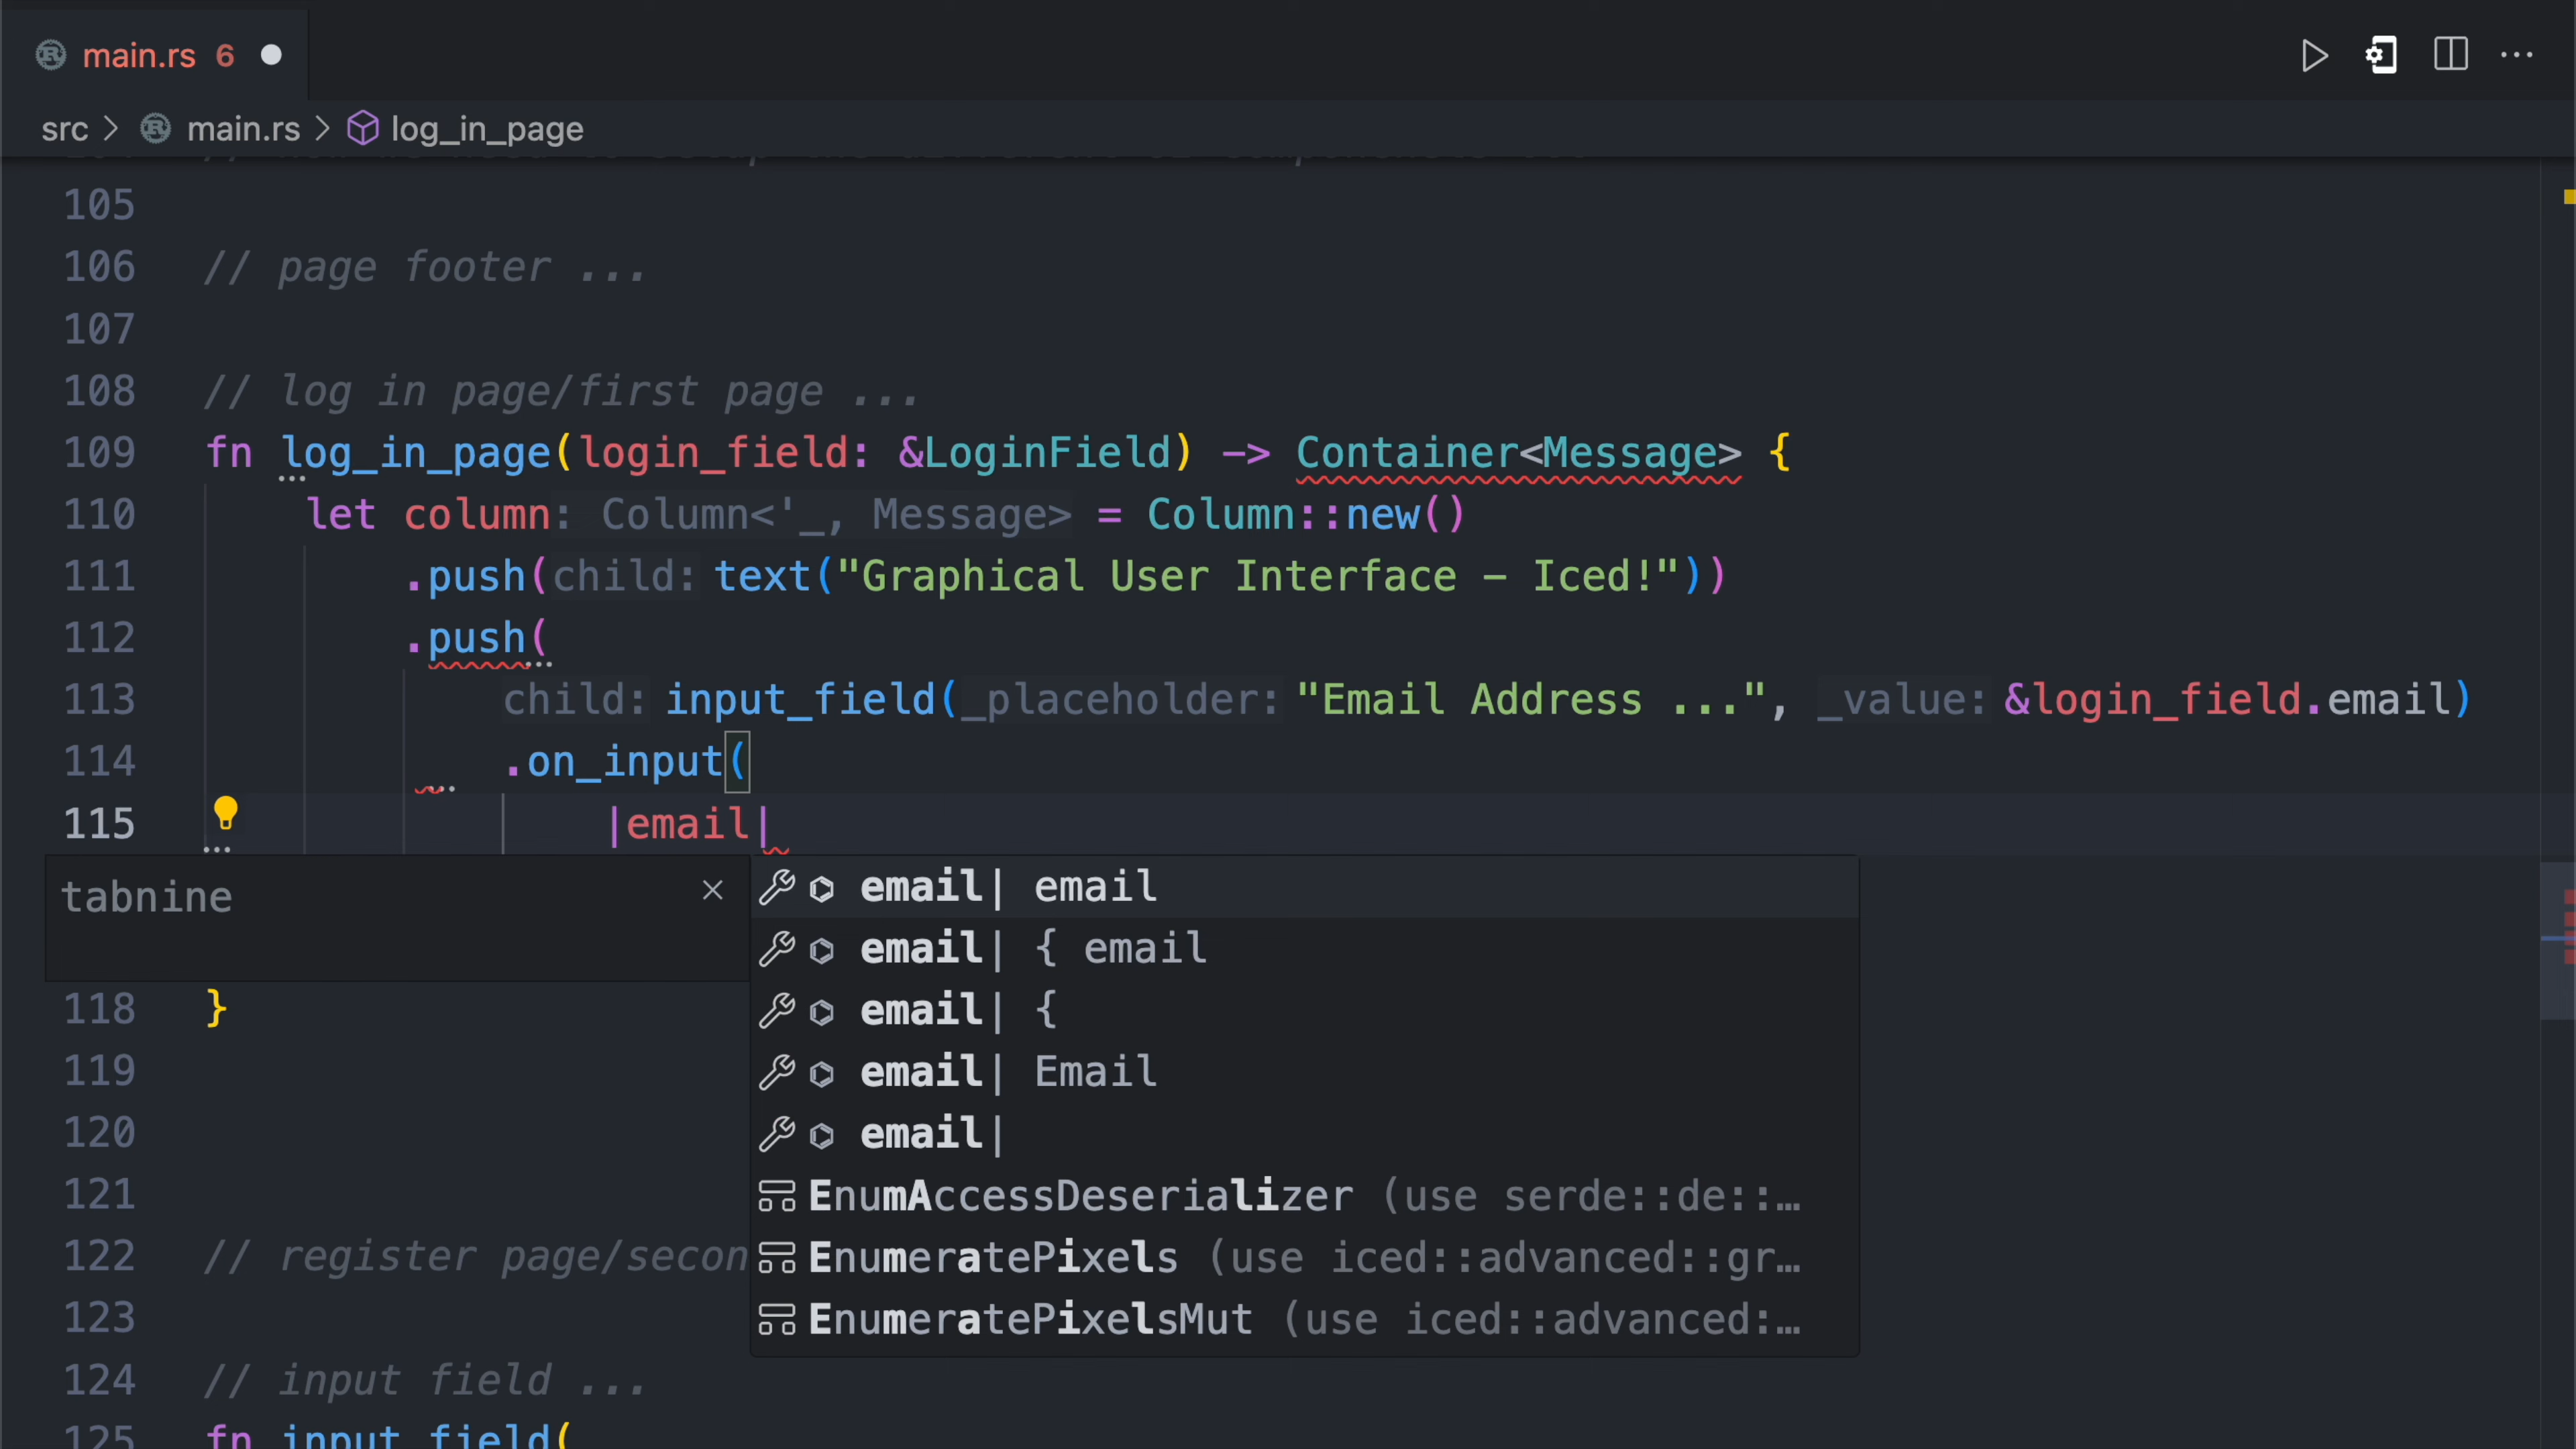 main.rs 6
src > main.rs > log_in_page
105
106 // page footer ...
107
108 // log in page/first page ...
109 fn log_in_page(login_field: &LoginField) -> Container<Message> {
110 let column: Column<'_, Message> = Column::new()
111 .push(child: text("Graphical User Interface - Iced!"))
112 .push(
113 child: input_field(_placeholder: "Email Address ...", _value: &login_field.email)
114 .on_input(
115 |email|
tabnine
email| email
email| { email
email| {
email| Email
email|
EnumAccessDeserializer (use serde::de::…
EnumeratePixels (use iced::advanced::gr…
EnumeratePixelsMut (use iced::advanced:…
118 }
119
120
121
122 // register page/secon
123
124 // input field ...
125 fn input_field(